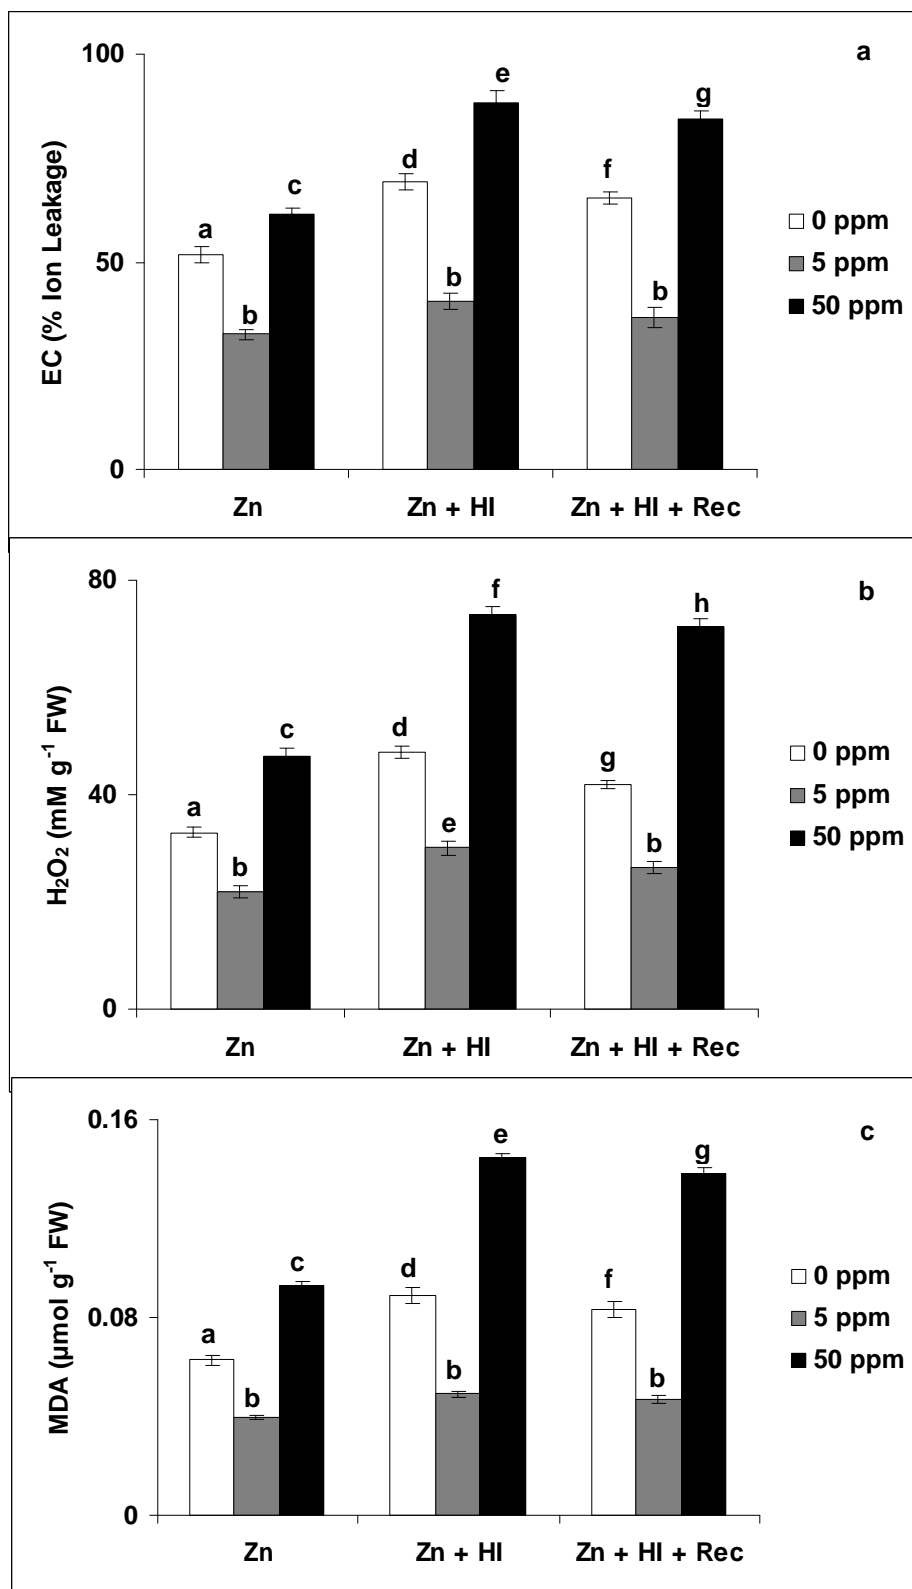 a
100
50
0
EC (% Ion Leakage)
a
b
c
d
b
e
f
b
g
0 ppm
5 ppm
50 ppm
Zn
Zn + HI
Zn + HI + Rec
b
80
40
0
H₂O₂ (mM g⁻¹ FW)
a
b
c
d
e
f
g
b
h
0 ppm
5 ppm
50 ppm
Zn
Zn + HI
Zn + HI + Rec
c
0.16
0.08
0
MDA (µmol g⁻¹ FW)
a
b
c
d
b
e
f
b
g
0 ppm
5 ppm
50 ppm
Zn
Zn + HI
Zn + HI + Rec